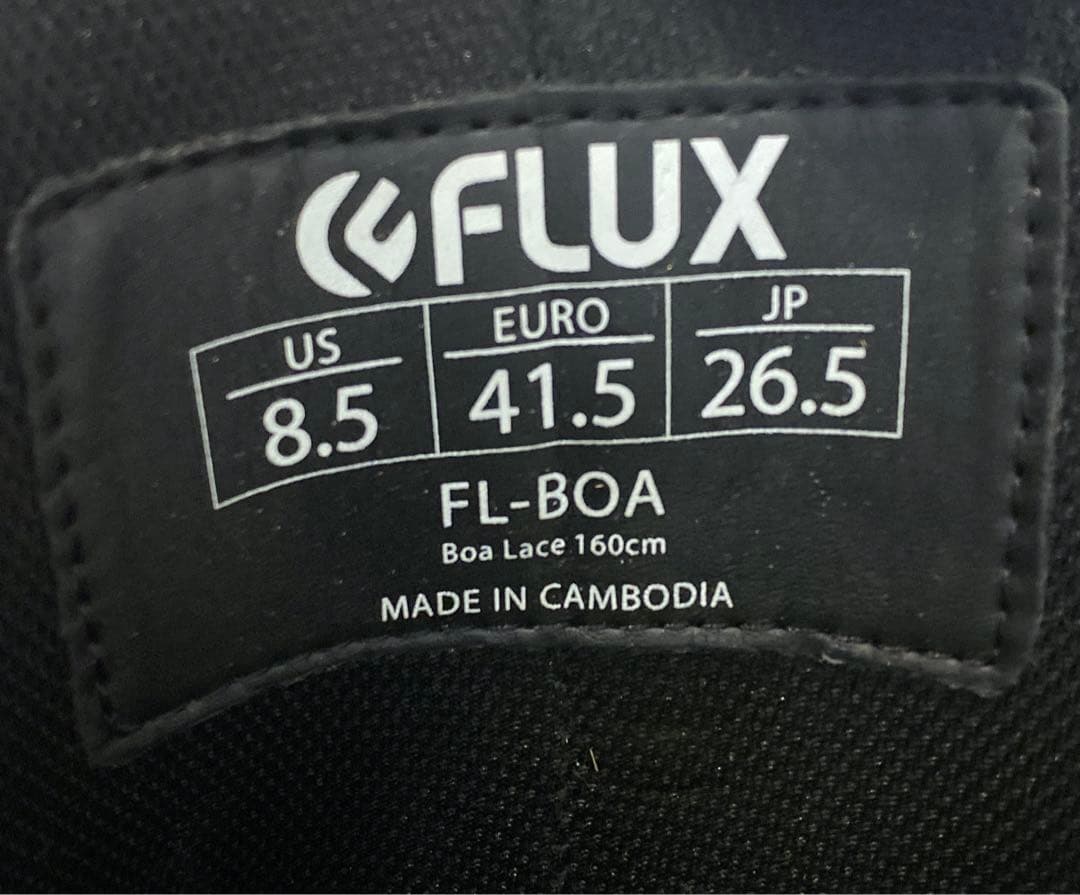 FLUX
US EURO JP
8.5 41.5 26.5
FL-BOA
Boa Lace 160cm
MADE IN CAMBODIA